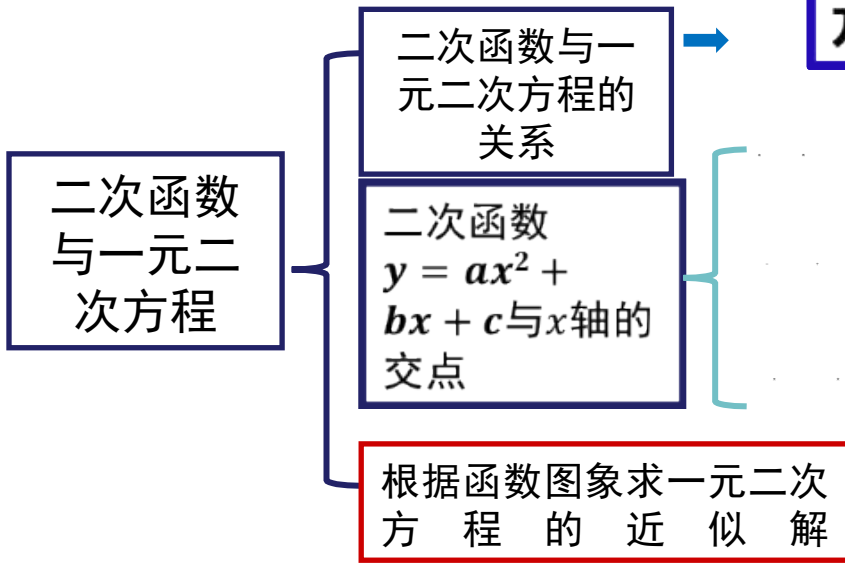 二次函数与一
元二次方程的
关系
二次函数
与一元二
次方程
二次函数
y = ax² +
bx + c与x轴的
交点
根据函数图象求一元二次
方程的近似解